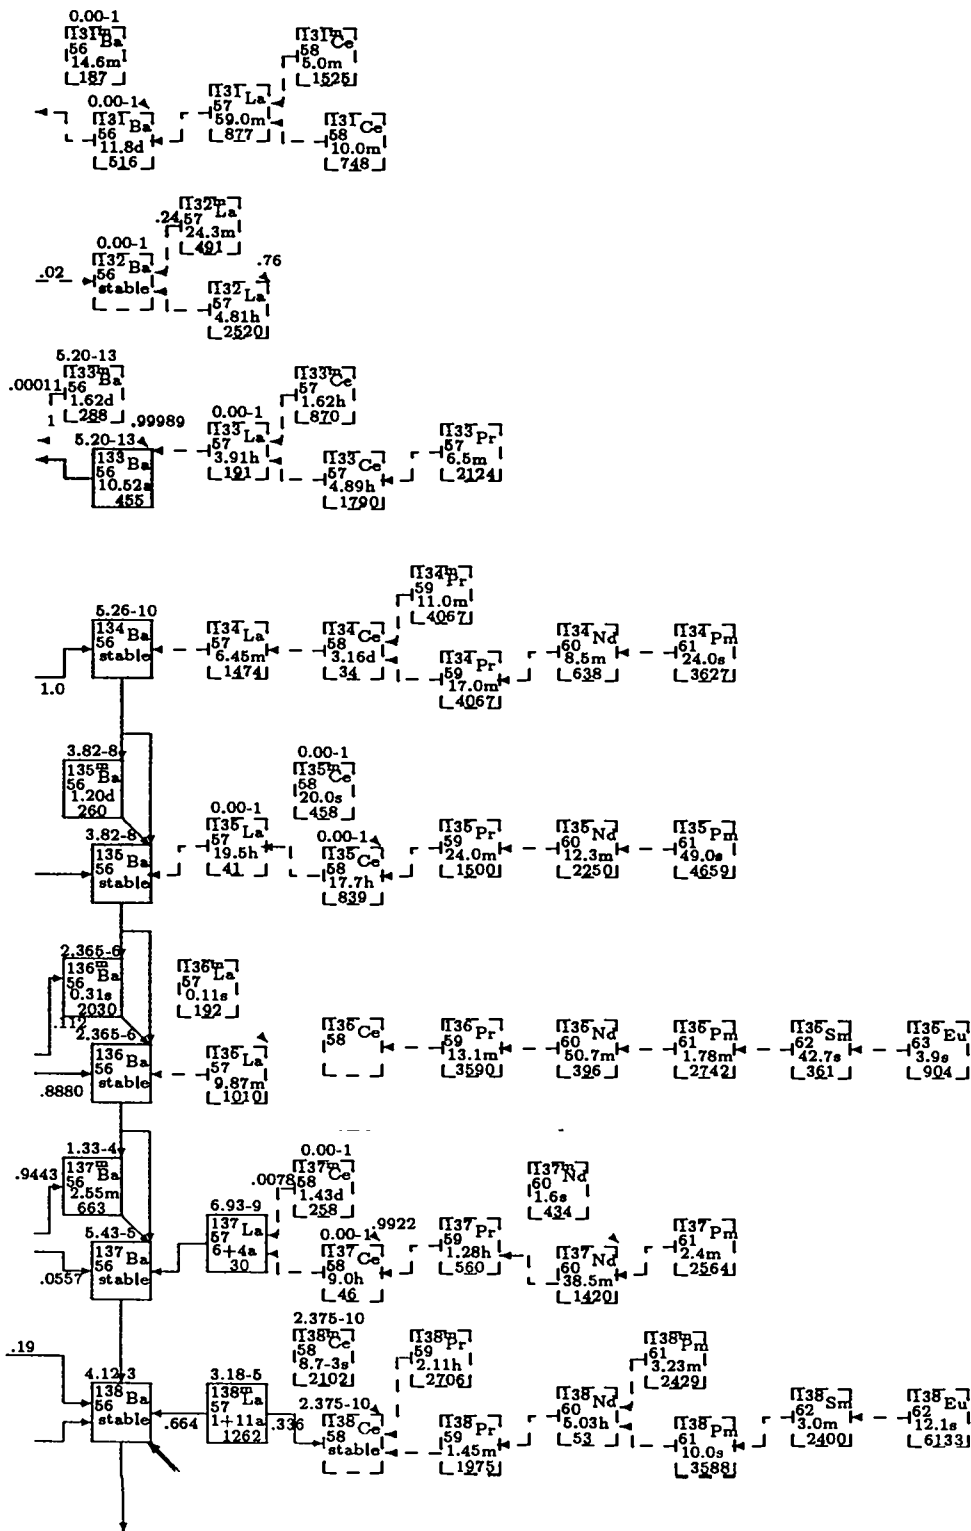 0.00-1
131m Ba
56
14.6m
187
131m Ce
58
5.0m
1525
0.00-1
131 Ba
56
11.8d
516
131 La
57
59.0m
877
131 Ce
58
10.0m
748
.24
132m La
57
24.3m
491
0.00-1
.02
132 Ba
56
stable
.76
132 La
57
4.81h
2520
5.20-13
.00011
133m Ba
56
1.62d
288
1
.99989
133m Ce
57
1.62h
870
5.20-13
133 Ba
56
10.52a
455
0.00-1
133 La
57
3.91h
191
133 Ce
57
4.89h
1790
133 Pr
57
6.5m
2124
5.26-10
134 Ba
56
stable
1.0
134 La
57
6.45m
1474
134 Ce
58
3.16d
34
134m Pr
59
11.0m
4067
134 Pr
59
17.0m
4067
134 Nd
60
8.5m
638
134 Pm
61
24.0s
3627
3.82-8
135m Ba
56
1.20d
260
0.00-1
135m Ce
58
20.0s
458
3.82-8
135 Ba
56
stable
0.00-1
135 La
57
19.5h
41
0.00-1
135 Ce
58
17.7h
839
135 Pr
59
24.0m
1500
135 Nd
60
12.3m
2250
135 Pm
61
49.0s
4659
2.365-6
136m Ba
56
0.31s
2030
.112
136m La
57
0.11s
192
2.365-6
136 Ba
56
stable
.8880
136 La
57
9.87m
1010
136 Ce
58
136 Pr
59
13.1m
3590
136 Nd
60
50.7m
396
136 Pm
61
1.78m
2742
136 Sm
62
42.7s
361
136 Eu
63
3.9s
904
1.33-4
.9443
137m Ba
56
2.55m
663
.0078
0.00-1
137m Ce
58
1.43d
258
137m Nd
60
1.6s
434
5.43-5
137 Ba
56
stable
.0557
6.93-9
137 La
57
6+4a
30
0.00-1
.9922
137 Ce
58
9.0h
46
137 Pr
59
1.28h
560
137 Nd
60
38.5m
1420
137 Pm
61
2.4m
2564
2.375-10
138m Ce
58
8.7-3s
2102
138m Pr
59
2.11h
2706
138m Pm
61
3.23m
2429
.19
4.12-3
138 Ba
56
stable
.664
3.18-5
138m La
57
1+11a
1262
.336
2.375-10
138 Ce
58
stable
138 Pr
59
1.45m
1975
138 Nd
60
5.03h
53
138 Pm
61
10.0s
3588
138 Sm
62
3.0m
2400
138 Eu
62
12.1s
6133